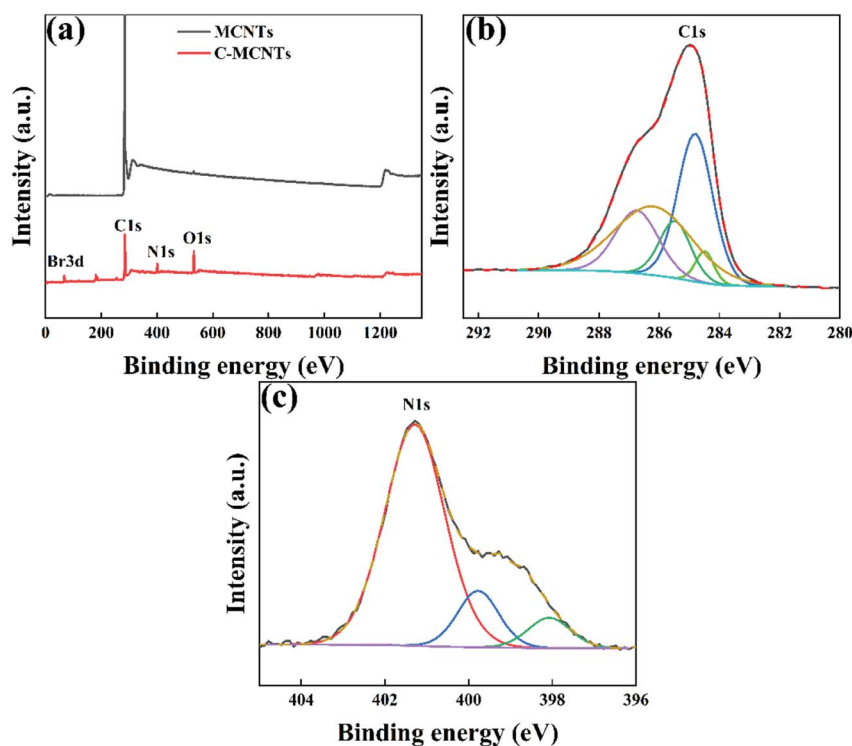 (a)
MCNTs
C-MCNTs
Br3d
C1s
N1s
O1s
Intensity (a.u.)
0 200 400 600 800 1000 1200
Binding energy (eV)
(b)
C1s
Intensity (a.u.)
292 290 288 286 284 282 280
Binding energy (eV)
(c)
N1s
Intensity (a.u.)
404 402 400 398 396
Binding energy (eV)